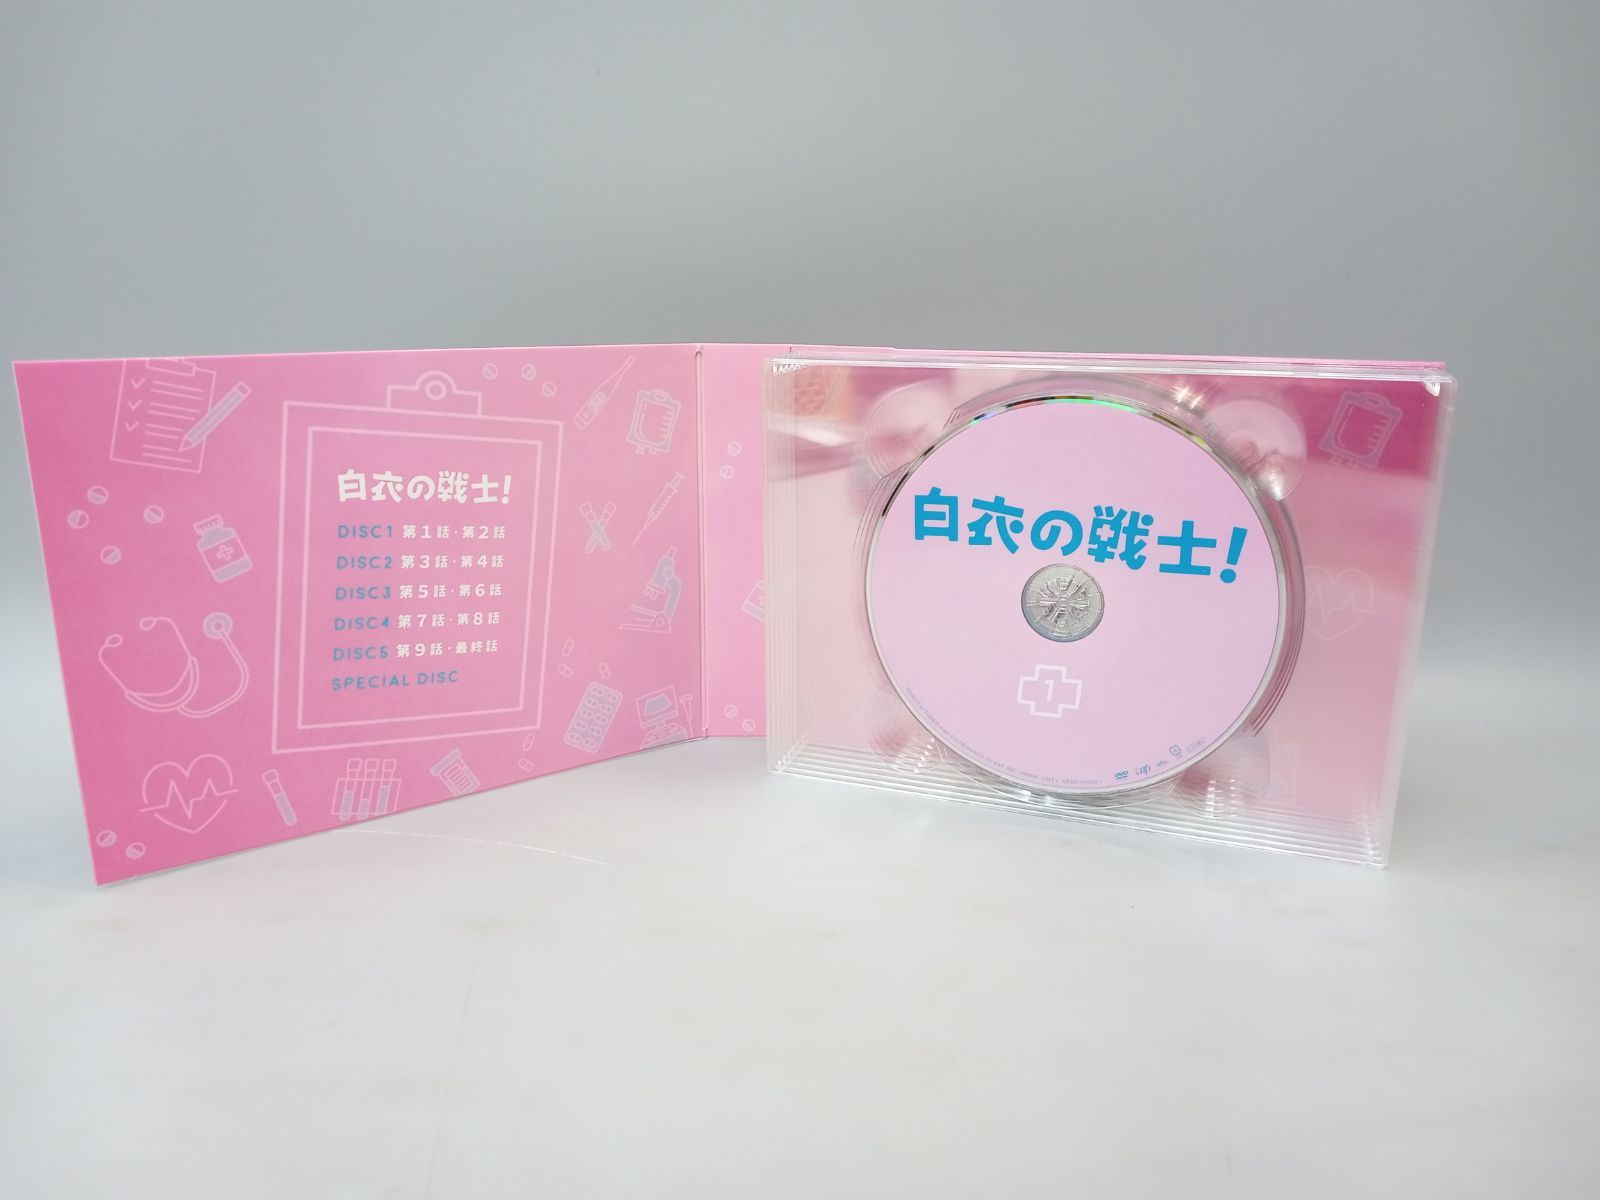 白衣の戦士!
DISC1 第1話・第2話
DISC2 第3話・第4話
DISC3 第5話・第6話
DISC4 第7話・第8話
DISC5 第9話・最終話
SPECIAL DISC
白衣の戦士!
1
DVD